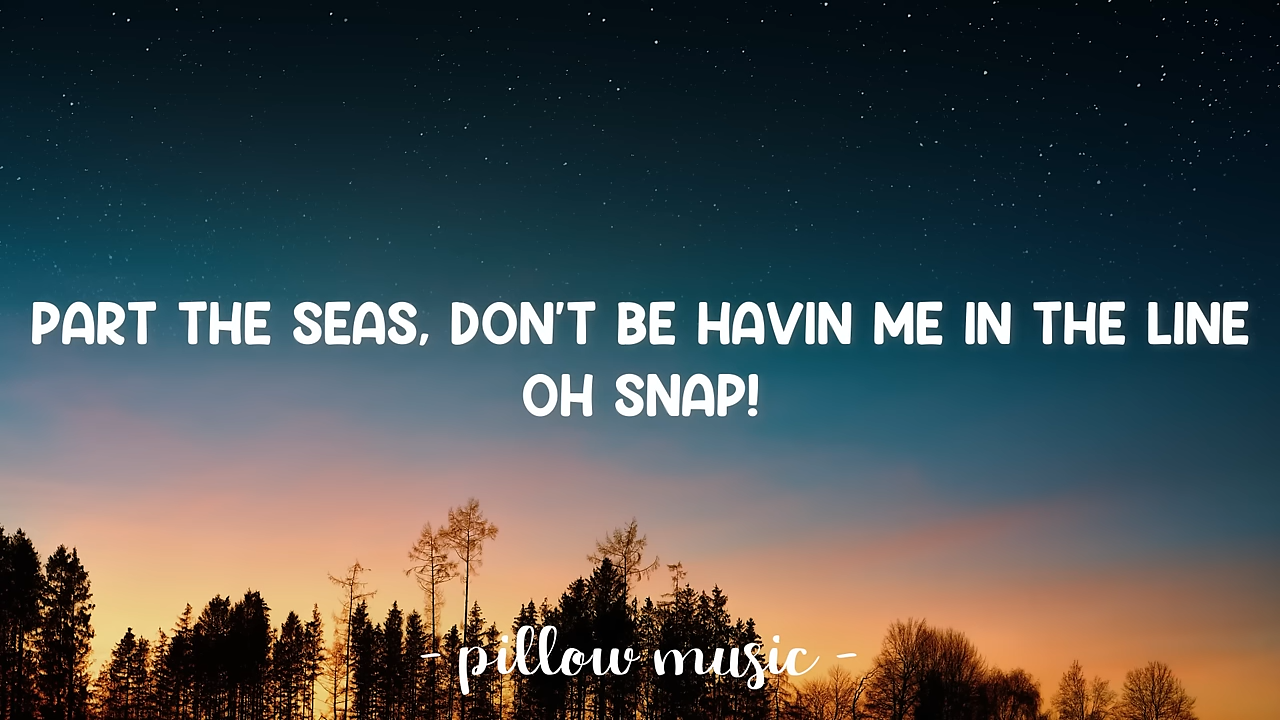 PART THE SEAS, DON'T BE HAVIN ME IN THE LINE
OH SNAP!
- pillow music -